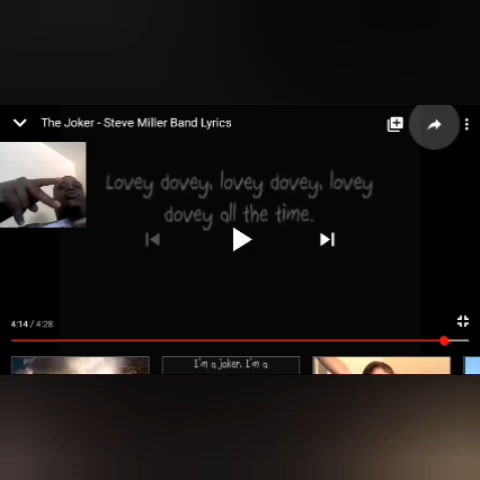 The Joker - Steve Miller Band Lyrics
Lovey dovey, lovey dovey, lovey
dovey all the time.
4:14 / 4:28
I'm a joker, I'm a